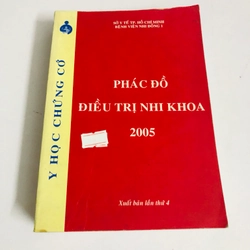 SỞ Y TẾ TP. HỒ CHÍ MINH
BỆNH VIỆN NHI ĐỒNG 1
Y HỌC CHỨNG CỚ
PHÁC ĐỒ
ĐIỀU TRỊ NHI KHOA
2005
Xuất bản lần thứ 4